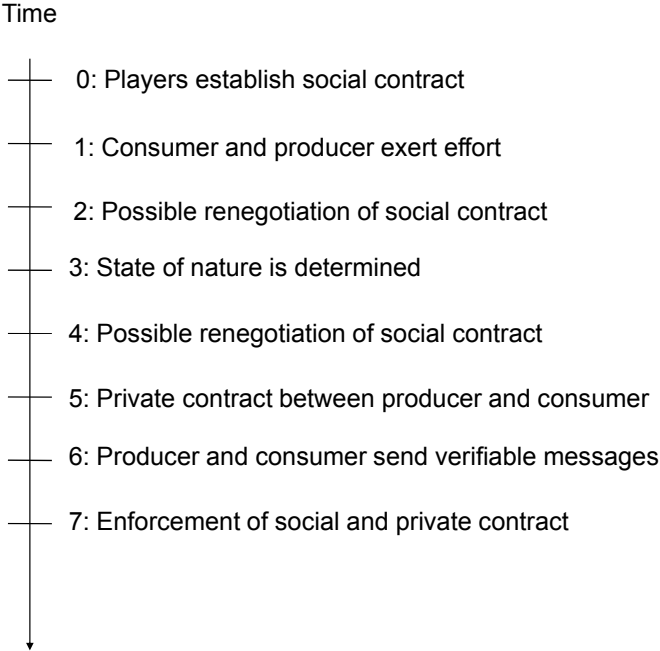 Time
0: Players establish social contract
1: Consumer and producer exert effort
2: Possible renegotiation of social contract
3: State of nature is determined
4: Possible renegotiation of social contract
5: Private contract between producer and consumer
6: Producer and consumer send verifiable messages
7: Enforcement of social and private contract